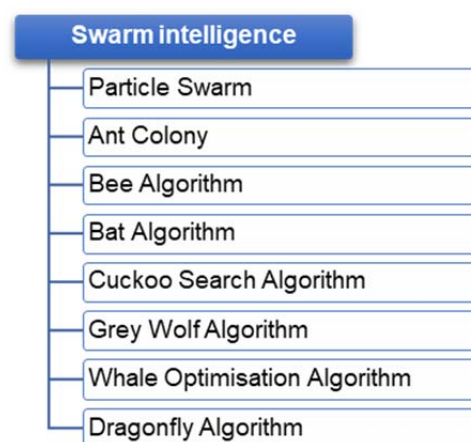 Swarm intelligence
Particle Swarm
Ant Colony
Bee Algorithm
Bat Algorithm
Cuckoo Search Algorithm
Grey Wolf Algorithm
Whale Optimisation Algorithm
Dragonfly Algorithm